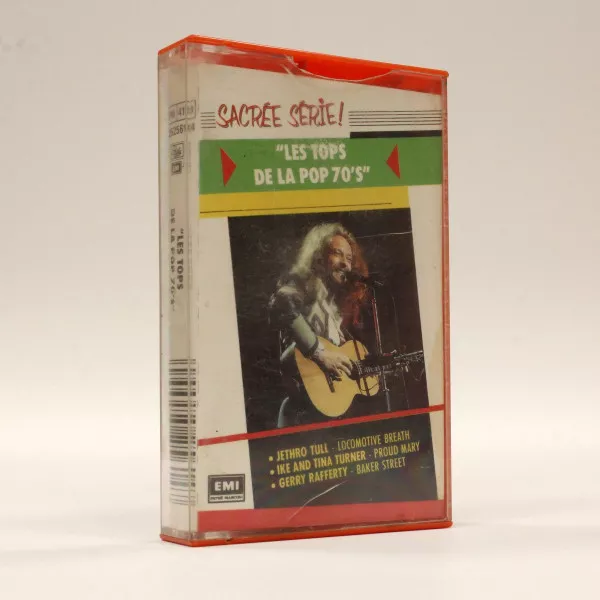 SACRÉE SÉRIE!
"LES TOPS
DE LA POP 70'S"
• JETHRO TULL - LOCOMOTIVE BREATH
• IKE AND TINA TURNER - PROUD MARY
• GERRY RAFFERTY - BAKER STREET
EMI
"LES TOPS
DE LA POP 70'S"